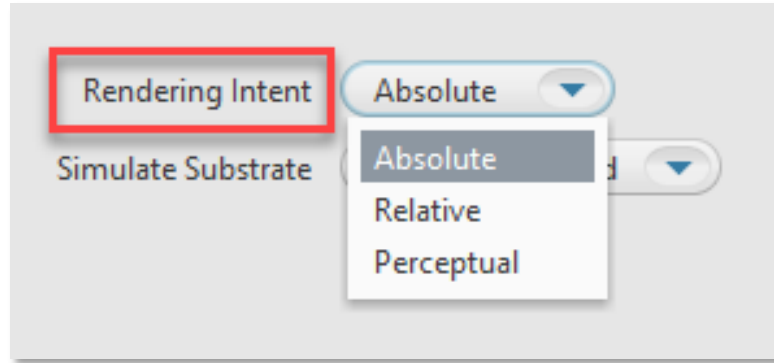 Rendering Intent Absolute
Simulate Substrate
Absolute
Relative
Perceptual